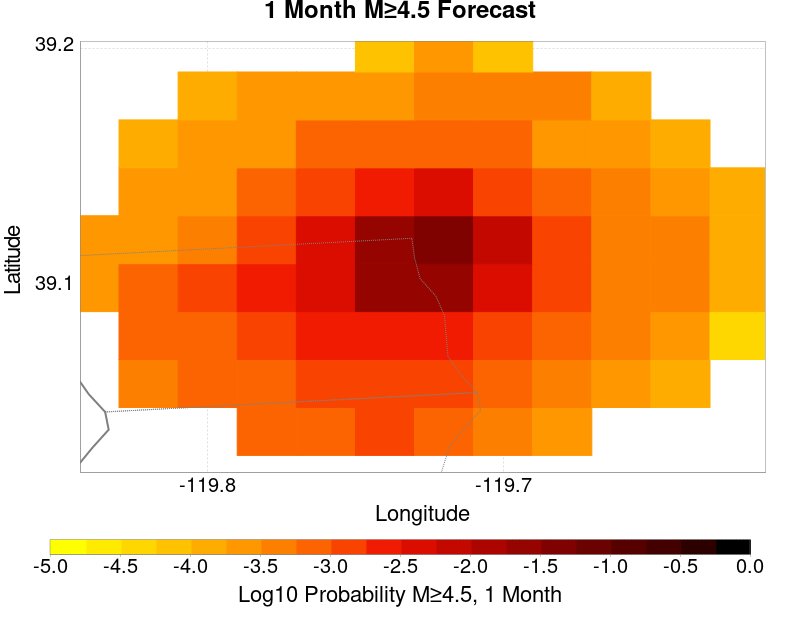 1 Month M≥4.5 Forecast
39.2
39.1
Latitude
-119.8 -119.7
Longitude
-5.0 -4.5 -4.0 -3.5 -3.0 -2.5 -2.0 -1.5 -1.0 -0.5 0.0
Log10 Probability M≥4.5, 1 Month